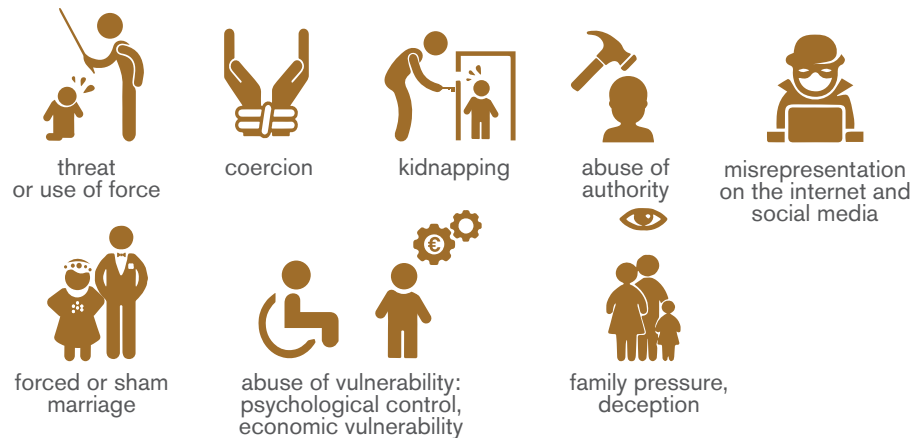 threat
or use of force
coercion
kidnapping
abuse of
authority
misrepresentation
on the internet and
social media
€
forced or sham
marriage
abuse of vulnerability:
psychological control,
economic vulnerability
family pressure,
deception